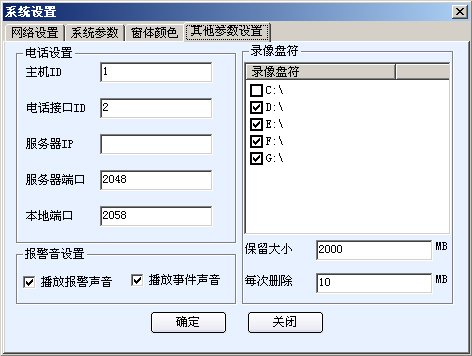 系统设置
网络设置 系统参数 窗体颜色 其他参数设置
电话设置
主机ID 1
电话接口ID 2
服务器IP
服务器端口 2048
本地端口 2058
报警音设置
播放报警声音 播放事件声音
录像盘符
录像盘符
C:\
D:\
E:\
F:\
G:\
保留大小 2000 MB
每次删除 10 MB
确定 关闭